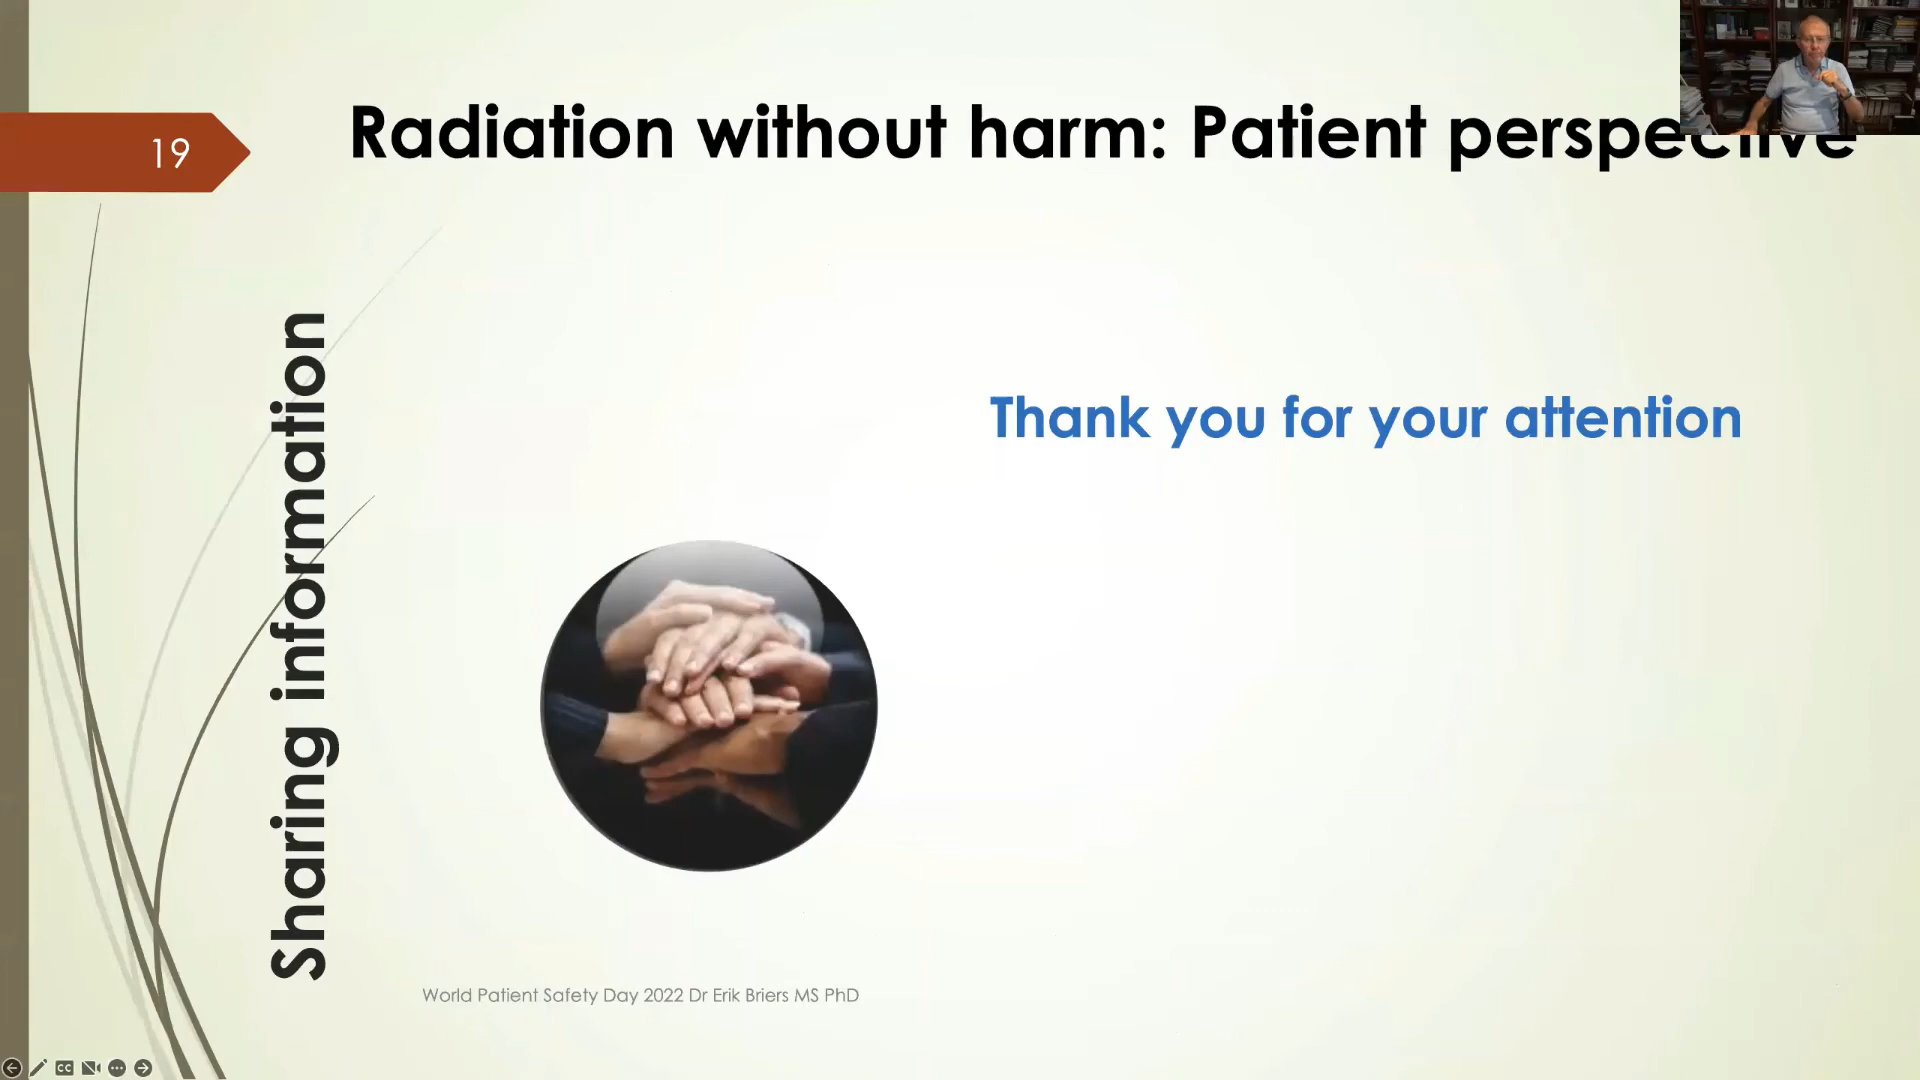 19
Radiation without harm: Patient perspective
Sharing information
Thank you for your attention
World Patient Safety Day 2022 Dr Erik Briers MS PhD
CC